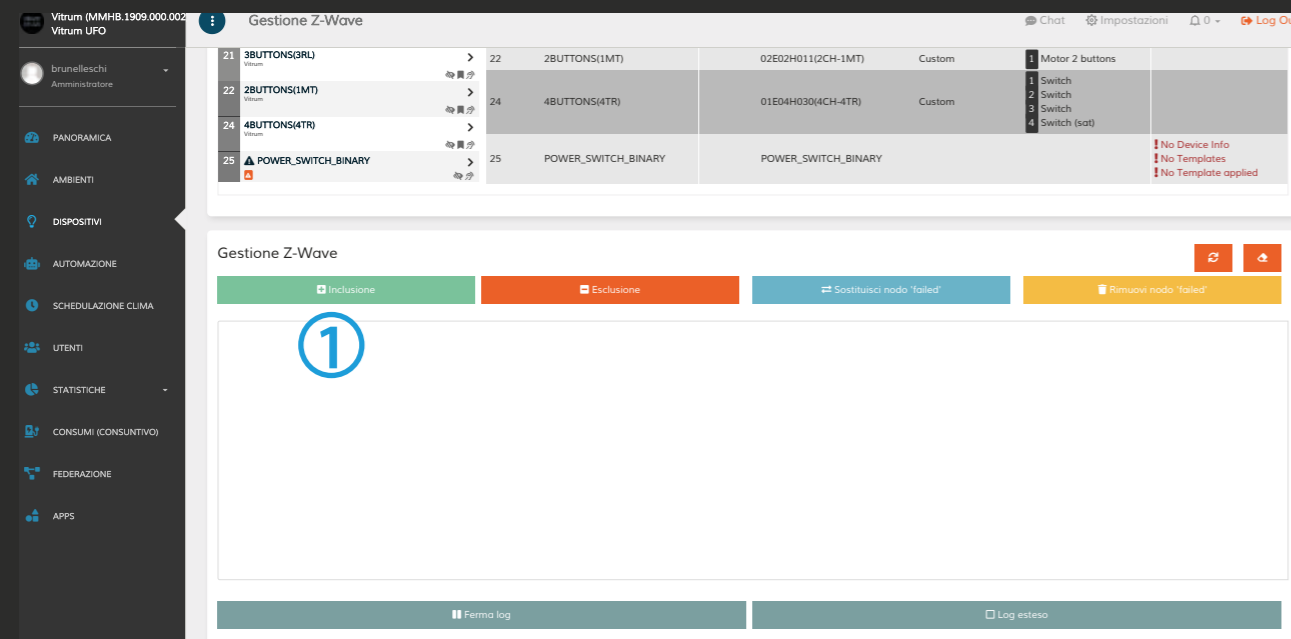 Vitrum (MMHB.1909.000.002
Vitrum UFO
Gestione Z-Wave
Chat
Impostazioni
0
Log Ou
brunelleschi
Amministratore
PANORAMICA
AMBIENTI
DISPOSITIVI
AUTOMAZIONE
SCHEDULAZIONE CLIMA
UTENTI
STATISTICHE
CONSUMI (CONSUNTIVO)
FEDERAZIONE
APPS
21 3BUTTONS(3RL)
Vitrum
22 2BUTTONS(1MT)
Vitrum
24 4BUTTONS(4TR)
Vitrum
25 POWER_SWITCH_BINARY
22 2BUTTONS(1MT) 02E02H011(2CH-1MT) Custom 1 Motor 2 buttons
24 4BUTTONS(4TR) 01E04H030(4CH-4TR) Custom
1 Switch
2 Switch
3 Switch
4 Switch (sat)
25 POWER_SWITCH_BINARY POWER_SWITCH_BINARY
! No Device Info
! No Templates
! No Template applied
Gestione Z-Wave
Inclusione
Esclusione
Sostituisci nodo 'failed'
Rimuovi nodo 'failed'
1
Ferma log
Log esteso